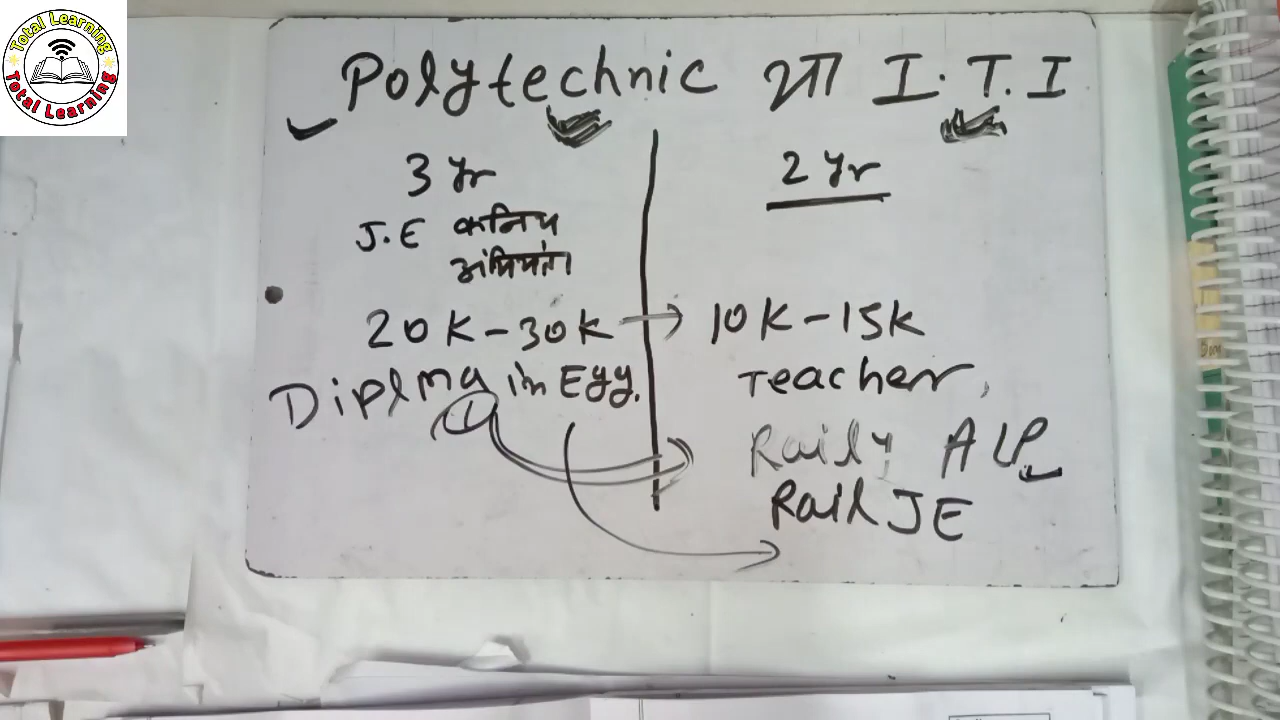 Total Learning
Total Learning
Polytechnic या I.T.I
3 yr
J.E कनिय
अभियंता
20K-30K
Diplma in Egy.
2 yr
10K-15K
Teacher,
Raily ALP
Rail JE